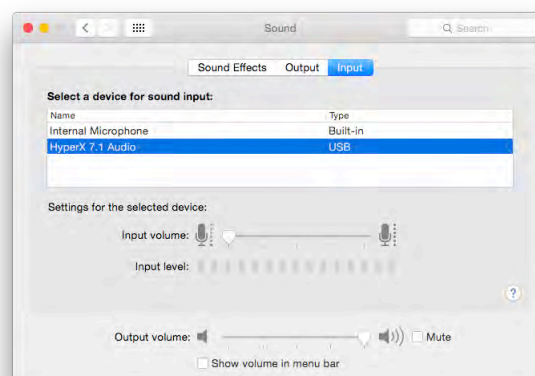 Sound
Search
Sound Effects Output Input
Select a device for sound input:
Name Type
Internal Microphone Built-in
HyperX 7.1 Audio USB
Settings for the selected device:
Input volume:
Input level:
?
Output volume: Mute
Show volume in menu bar